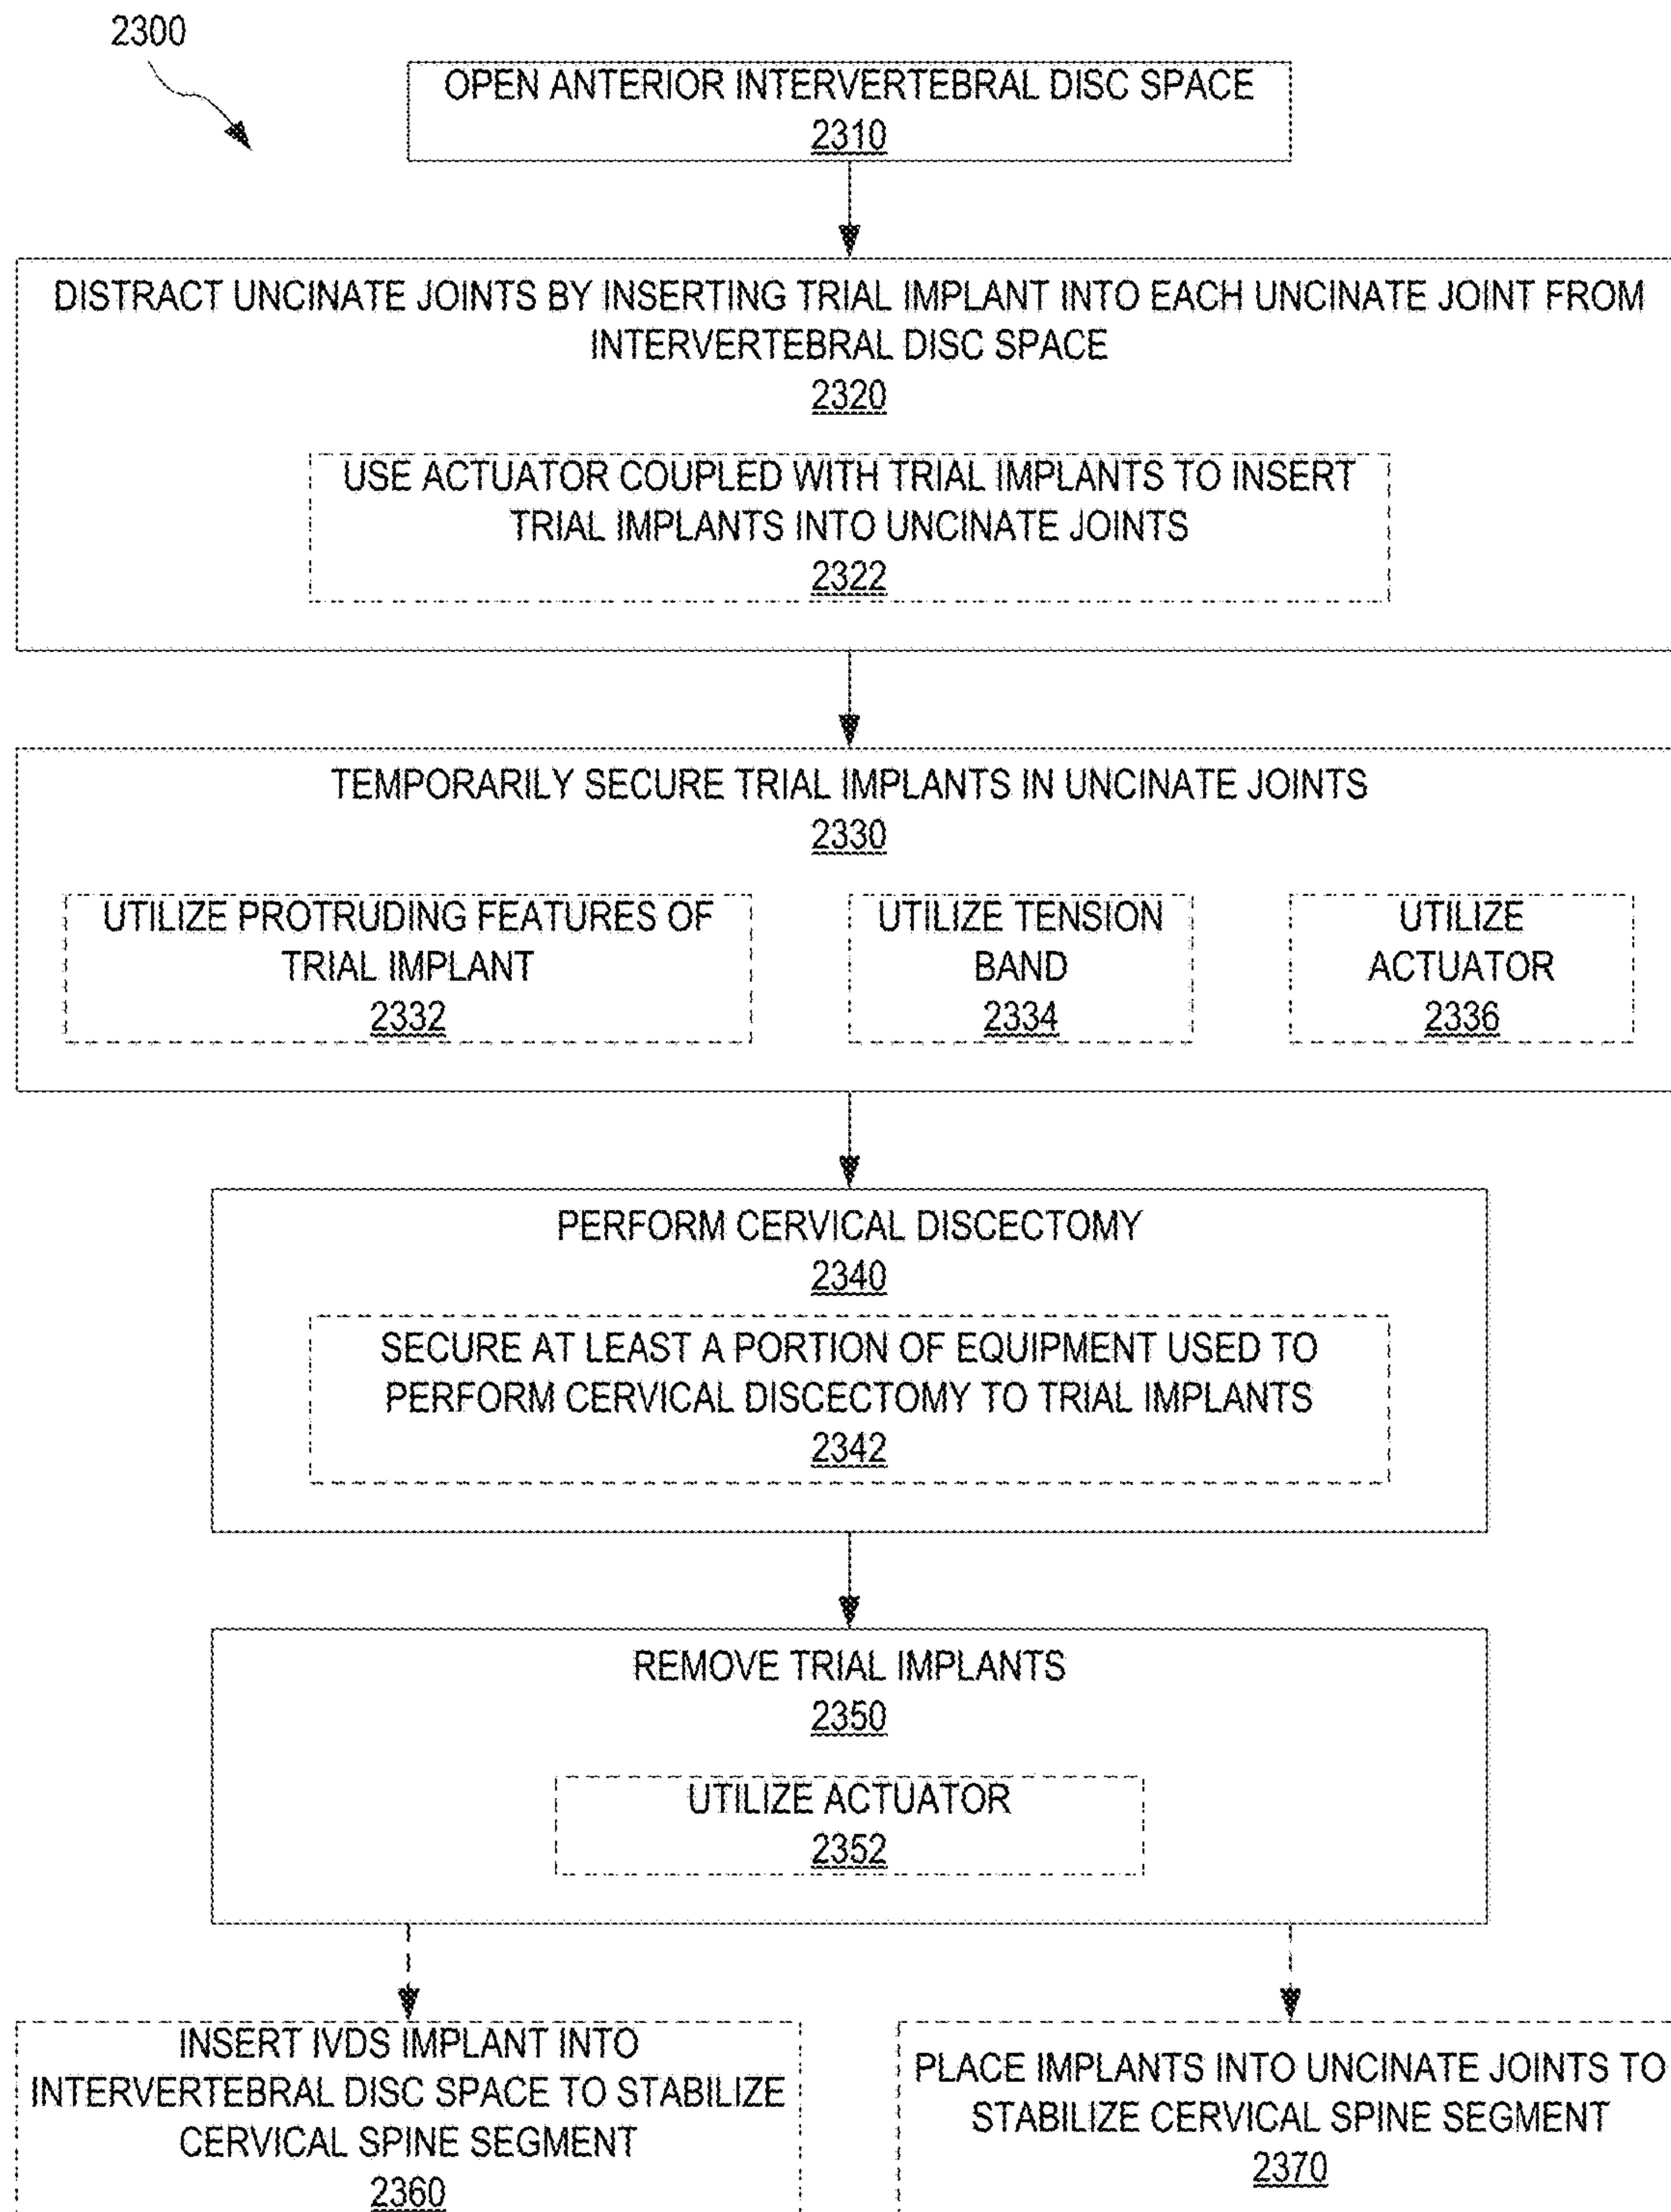 2300
OPEN ANTERIOR INTERVERTEBRAL DISC SPACE
2310
DISTRACT UNCINATE JOINTS BY INSERTING TRIAL IMPLANT INTO EACH UNCINATE JOINT FROM
INTERVERTEBRAL DISC SPACE
2320
USE ACTUATOR COUPLED WITH TRIAL IMPLANTS TO INSERT
TRIAL IMPLANTS INTO UNCINATE JOINTS
2322
TEMPORARILY SECURE TRIAL IMPLANTS IN UNCINATE JOINTS
2330
UTILIZE PROTRUDING FEATURES OF
TRIAL IMPLANT
2332
UTILIZE TENSION
BAND
2334
UTILIZE
ACTUATOR
2336
PERFORM CERVICAL DISCECTOMY
2340
SECURE AT LEAST A PORTION OF EQUIPMENT USED TO
PERFORM CERVICAL DISCECTOMY TO TRIAL IMPLANTS
2342
REMOVE TRIAL IMPLANTS
2350
UTILIZE ACTUATOR
2352
INSERT IVDS IMPLANT INTO
INTERVERTEBRAL DISC SPACE TO STABILIZE
CERVICAL SPINE SEGMENT
2360
PLACE IMPLANTS INTO UNCINATE JOINTS TO
STABILIZE CERVICAL SPINE SEGMENT
2370